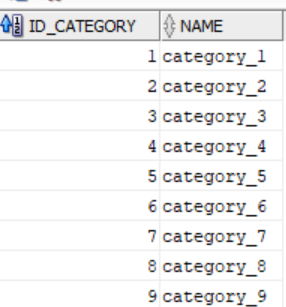 ID_CATEGORY NAME
1 category_1
2 category_2
3 category_3
4 category_4
5 category_5
6 category_6
7 category_7
8 category_8
9 category_9